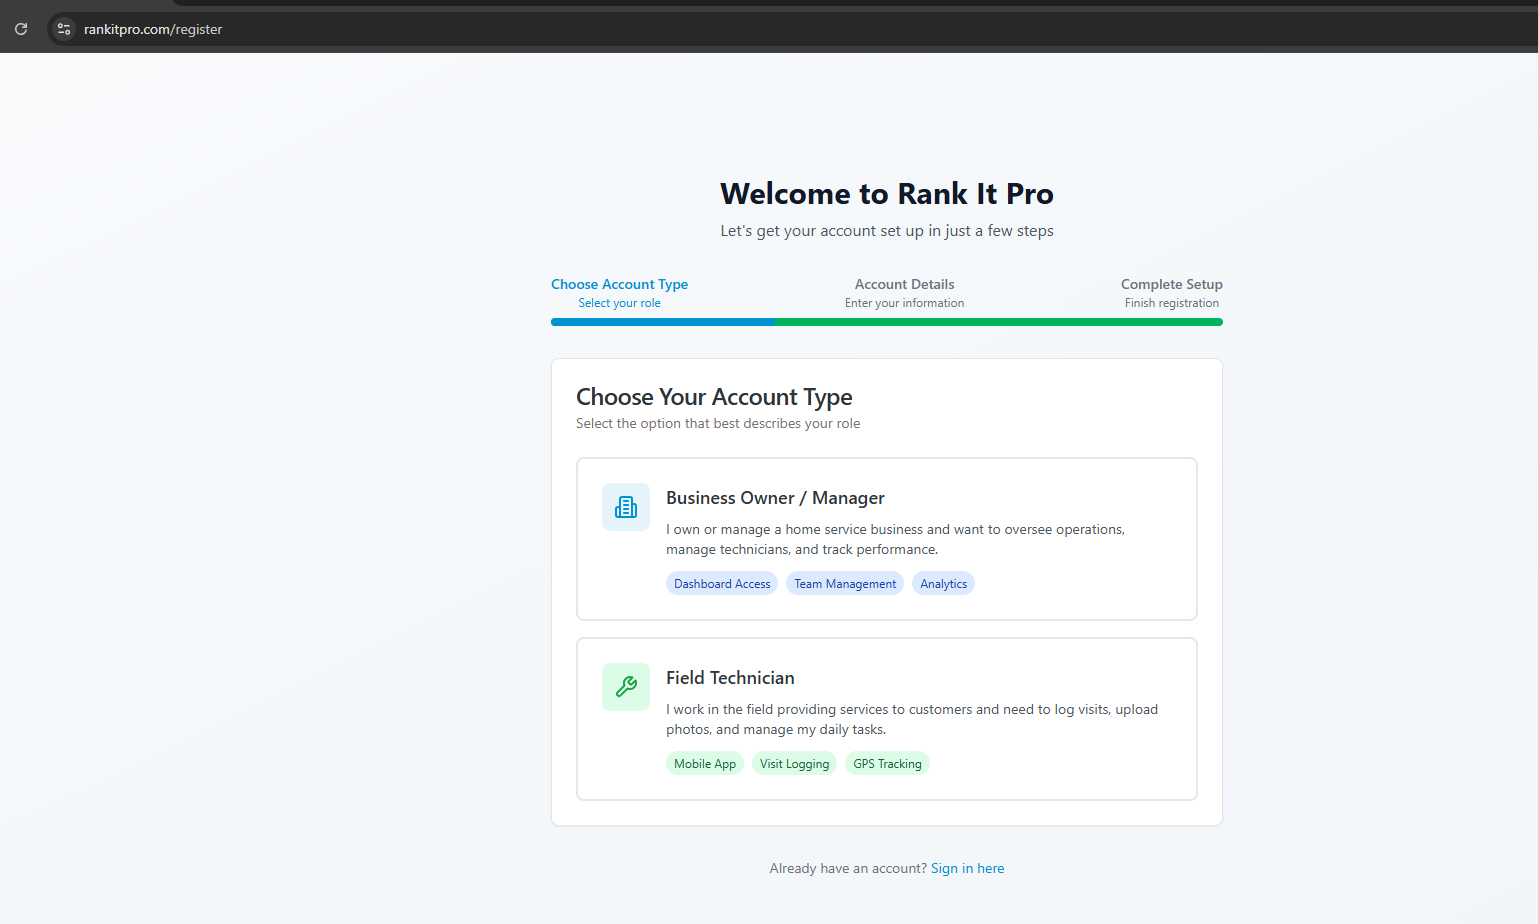 rankitpro.com/register
Welcome to Rank It Pro
Let's get your account set up in just a few steps
Choose Account Type
Select your role
Account Details
Enter your information
Complete Setup
Finish registration
Choose Your Account Type
Select the option that best describes your role
Business Owner / Manager
I own or manage a home service business and want to oversee operations,
manage technicians, and track performance.
Dashboard Access Team Management Analytics
Field Technician
I work in the field providing services to customers and need to log visits, upload
photos, and manage my daily tasks.
Mobile App Visit Logging GPS Tracking
Already have an account? Sign in here